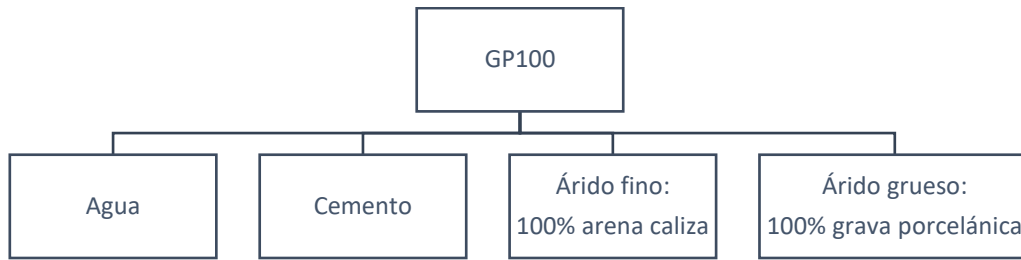 GP100
Agua
Cemento
Árido fino:
100% arena caliza
Árido grueso:
100% grava porcelánica